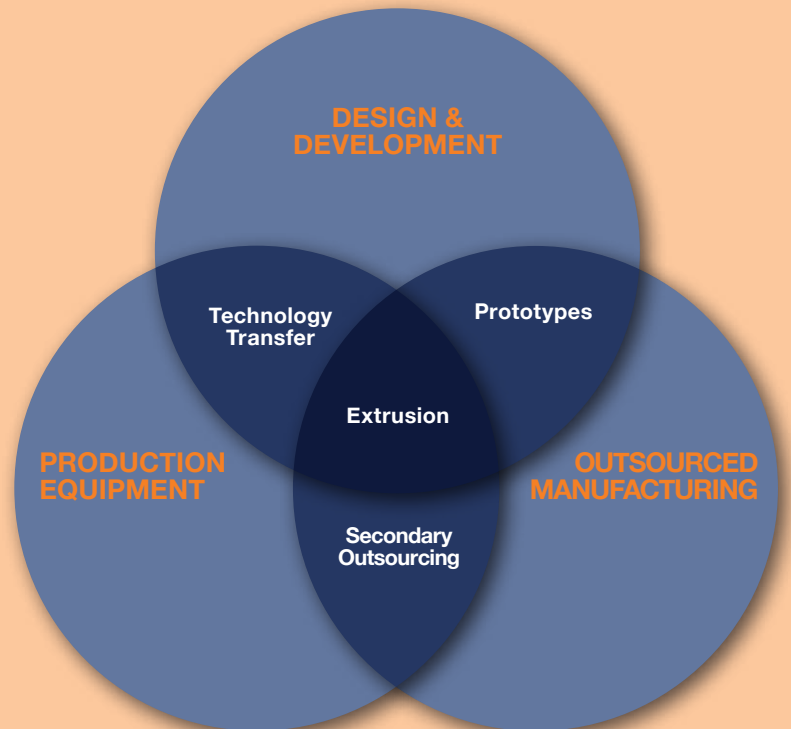 DESIGN &
DEVELOPMENT
Technology
Transfer
Prototypes
Extrusion
PRODUCTION
EQUIPMENT
OUTSOURCED
MANUFACTURING
Secondary
Outsourcing